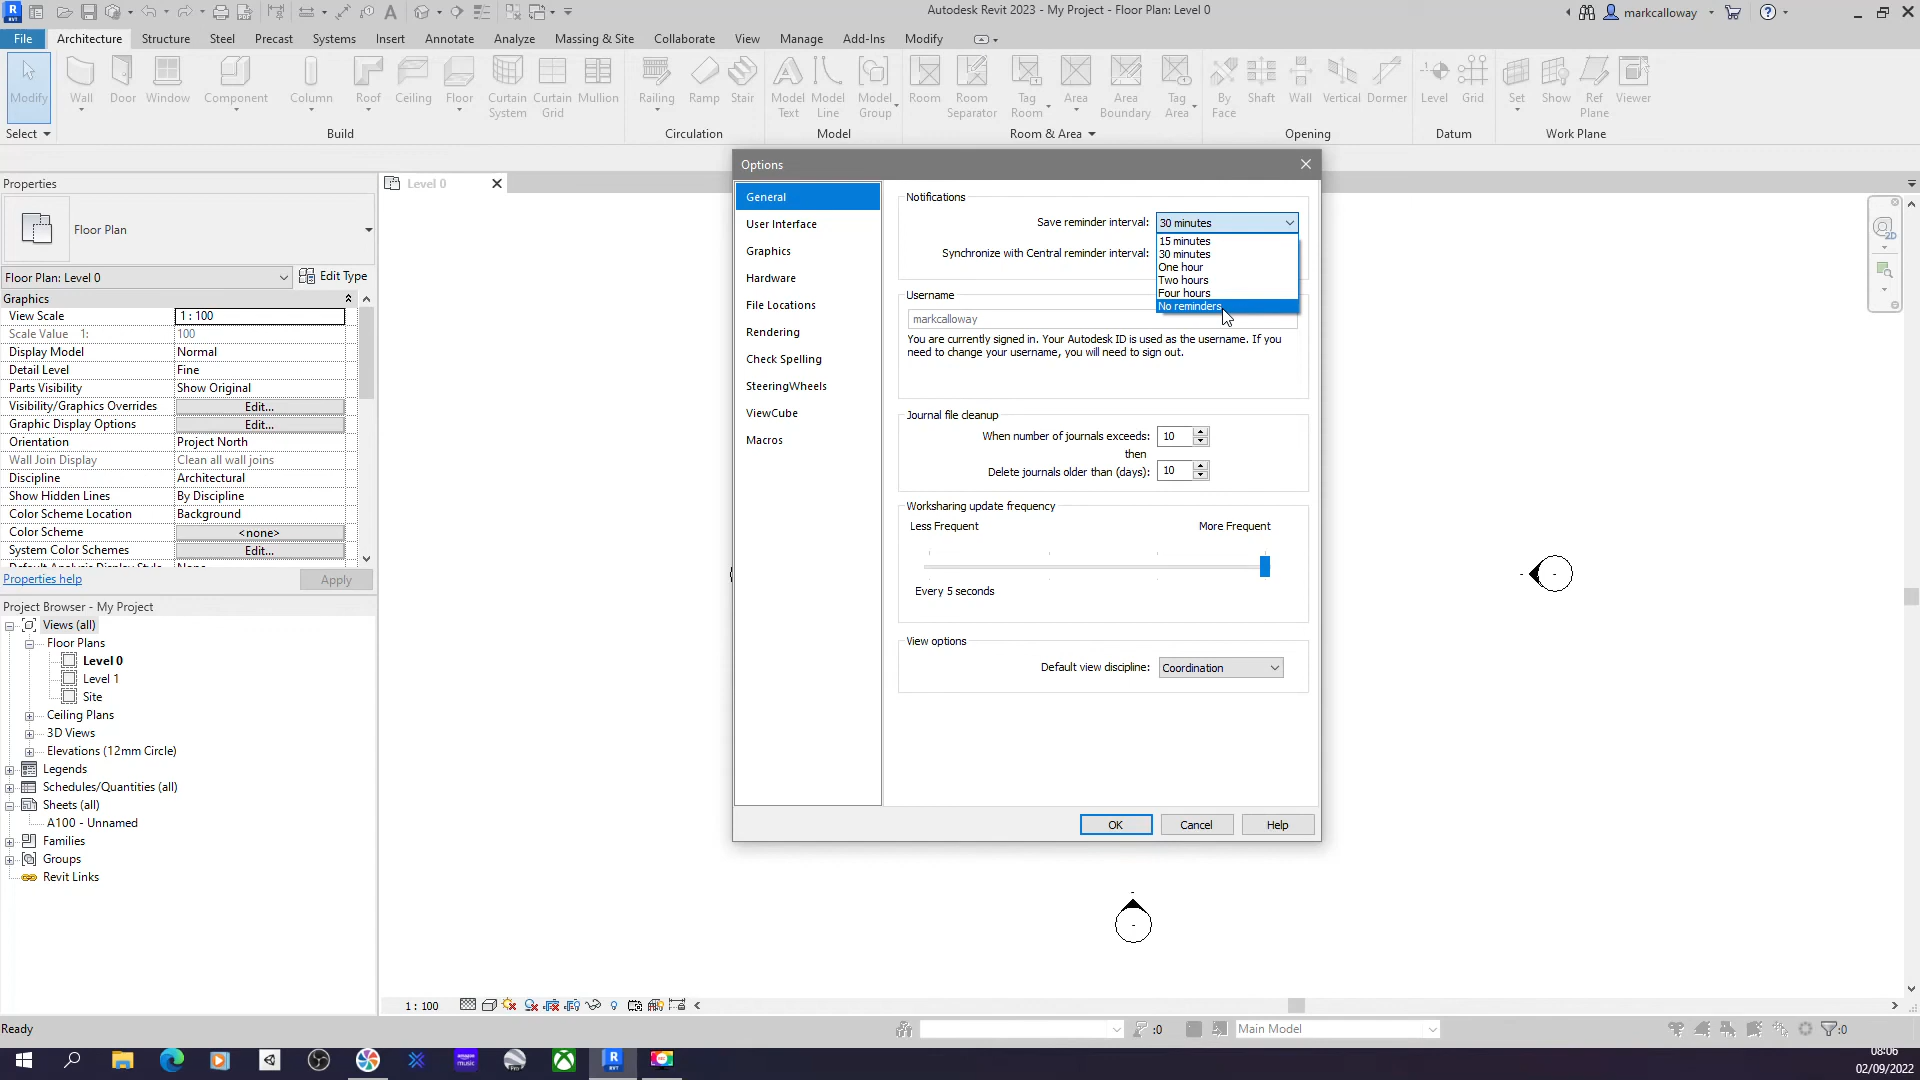 Autodesk Revit 2023 - My Project - Floor Plan: Level 0
markcalloway
File Architecture Structure Steel Precast Systems Insert Annotate Analyze Massing & Site Collaborate View Manage Add-Ins Modify
Modify Wall Door Window Component Column Roof Ceiling Floor Curtain System Curtain Grid Mullion Railing Ramp Stair Model Text Model Line Model Group Room Room Separator Tag Room Area Area Boundary Tag Area By Face Shaft Wall Vertical Dormer Level Grid Set Show Ref Plane Viewer
Select Build Circulation Model Room & Area Opening Datum Work Plane
Properties
Level 0
Floor Plan
Floor Plan: Level 0 Edit Type
Graphics
View Scale 1 : 100
Scale Value 1: 100
Display Model Normal
Detail Level Fine
Parts Visibility Show Original
Visibility/Graphics Overrides Edit...
Graphic Display Options Edit...
Orientation Project North
Wall Join Display Clean all wall joins
Discipline Architectural
Show Hidden Lines By Discipline
Color Scheme Location Background
Color Scheme <none>
System Color Schemes Edit...
Default Analysis Display Style None
Properties help Apply
Project Browser - My Project
Views (all)
Floor Plans
Level 0
Level 1
Site
Ceiling Plans
3D Views
Elevations (12mm Circle)
Legends
Schedules/Quantities (all)
Sheets (all)
A100 - Unnamed
Families
Groups
Revit Links
Options
General
User Interface
Graphics
Hardware
File Locations
Rendering
Check Spelling
SteeringWheels
ViewCube
Macros
Notifications
Save reminder interval: 30 minutes
15 minutes
30 minutes
One hour
Two hours
Four hours
No reminders
Synchronize with Central reminder interval:
Username
markcalloway
You are currently signed in. Your Autodesk ID is used as the username. If you
need to change your username, you will need to sign out.
Journal file cleanup
When number of journals exceeds: 10
then
Delete journals older than (days): 10
Worksharing update frequency
Less Frequent More Frequent
Every 5 seconds
View options
Default view discipline: Coordination
OK Cancel Help
2D
1 : 100
Ready
:0
Main Model
:0
08:06
02/09/2022